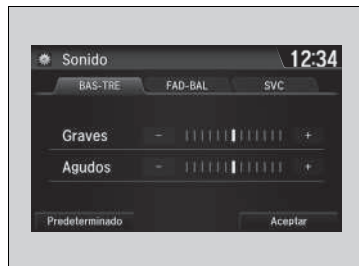 Sonido 12:34
BAS-TRE FAD-BAL SVC
Graves - +
Agudos - +
Predeterminado Aceptar